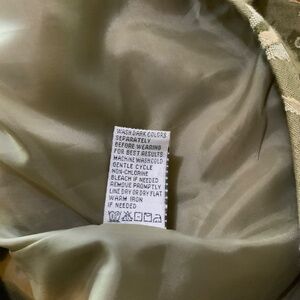 WASH DARK COLORS
SEPARATELY
BEFORE WEARING
FOR BEST RESULTS
MACHINE WASH COLD
GENTLE CYCLE
NON-CHLORINE
BLEACH IF NEEDED
REMOVE PROMPTLY
LINE DRY OR DRY FLAT
WARM IRON
IF NEEDED